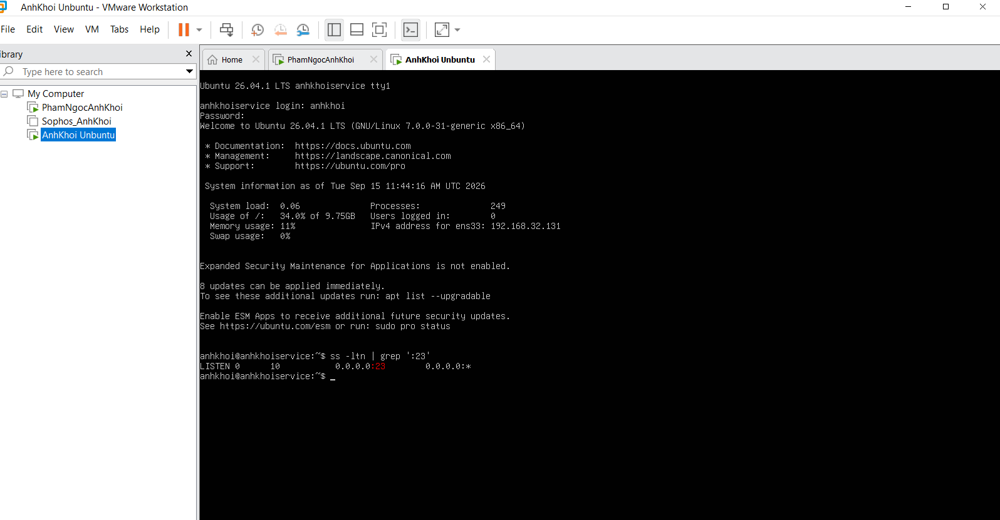 AnhKhoi Unbuntu - VMware Workstation
File Edit View VM Tabs Help
ibrary
Type here to search
My Computer
PhamNgocAnhKhoi
Sophos_AnhKhoi
AnhKhoi Unbuntu
Home PhamNgocAnhKhoi AnhKhoi Unbuntu
Ubuntu 26.04.1 LTS anhkhoiservice tty1
anhkhoiservice login: anhkhoi
Password:
Welcome to Ubuntu 26.04.1 LTS (GNU/Linux 7.0.0-31-generic x86_64)
* Documentation: https://docs.ubuntu.com
* Management: https://landscape.canonical.com
* Support: https://ubuntu.com/pro
System information as of Tue Sep 15 11:44:16 AM UTC 2026
System load: 0.06 Processes: 249
Usage of /: 34.0% of 9.75GB Users logged in: 0
Memory usage: 11% IPv4 address for ens33: 192.168.32.131
Swap usage: 0%
Expanded Security Maintenance for Applications is not enabled.
8 updates can be applied immediately.
To see these additional updates run: apt list --upgradable
Enable ESM Apps to receive additional future security updates.
See https://ubuntu.com/esm or run: sudo pro status
anhkhoi@anhkhoiservice:~$ ss -ltn | grep ':23'
LISTEN 0 10 0.0.0.0:23 0.0.0.0:*
anhkhoi@anhkhoiservice:~$ _